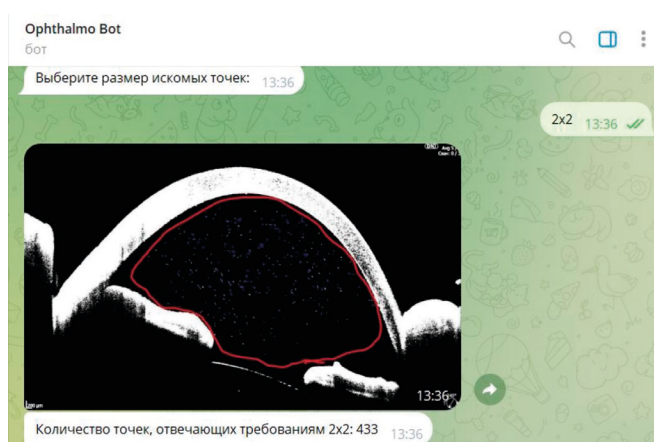 Ophthalmo Bot
бот
Выберите размер искомых точек: 13:36
2x2 13:36
13:36
Количество точек, отвечающих требованиям 2x2: 433 13:36